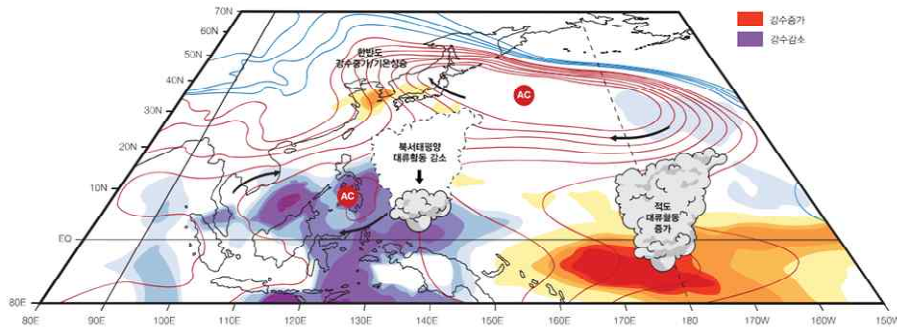 70N
60N
50N
40N
30N
20N
10N
EQ
80E
80E
90E
100E
110E
120E
130E
140E
150E
160E
170E
180
170W
160W
150W
강수증가
강수감소
한반도
강수증가/기온상승
AC
북서태평양
대류활동 감소
AC
적도
대류활동
증가